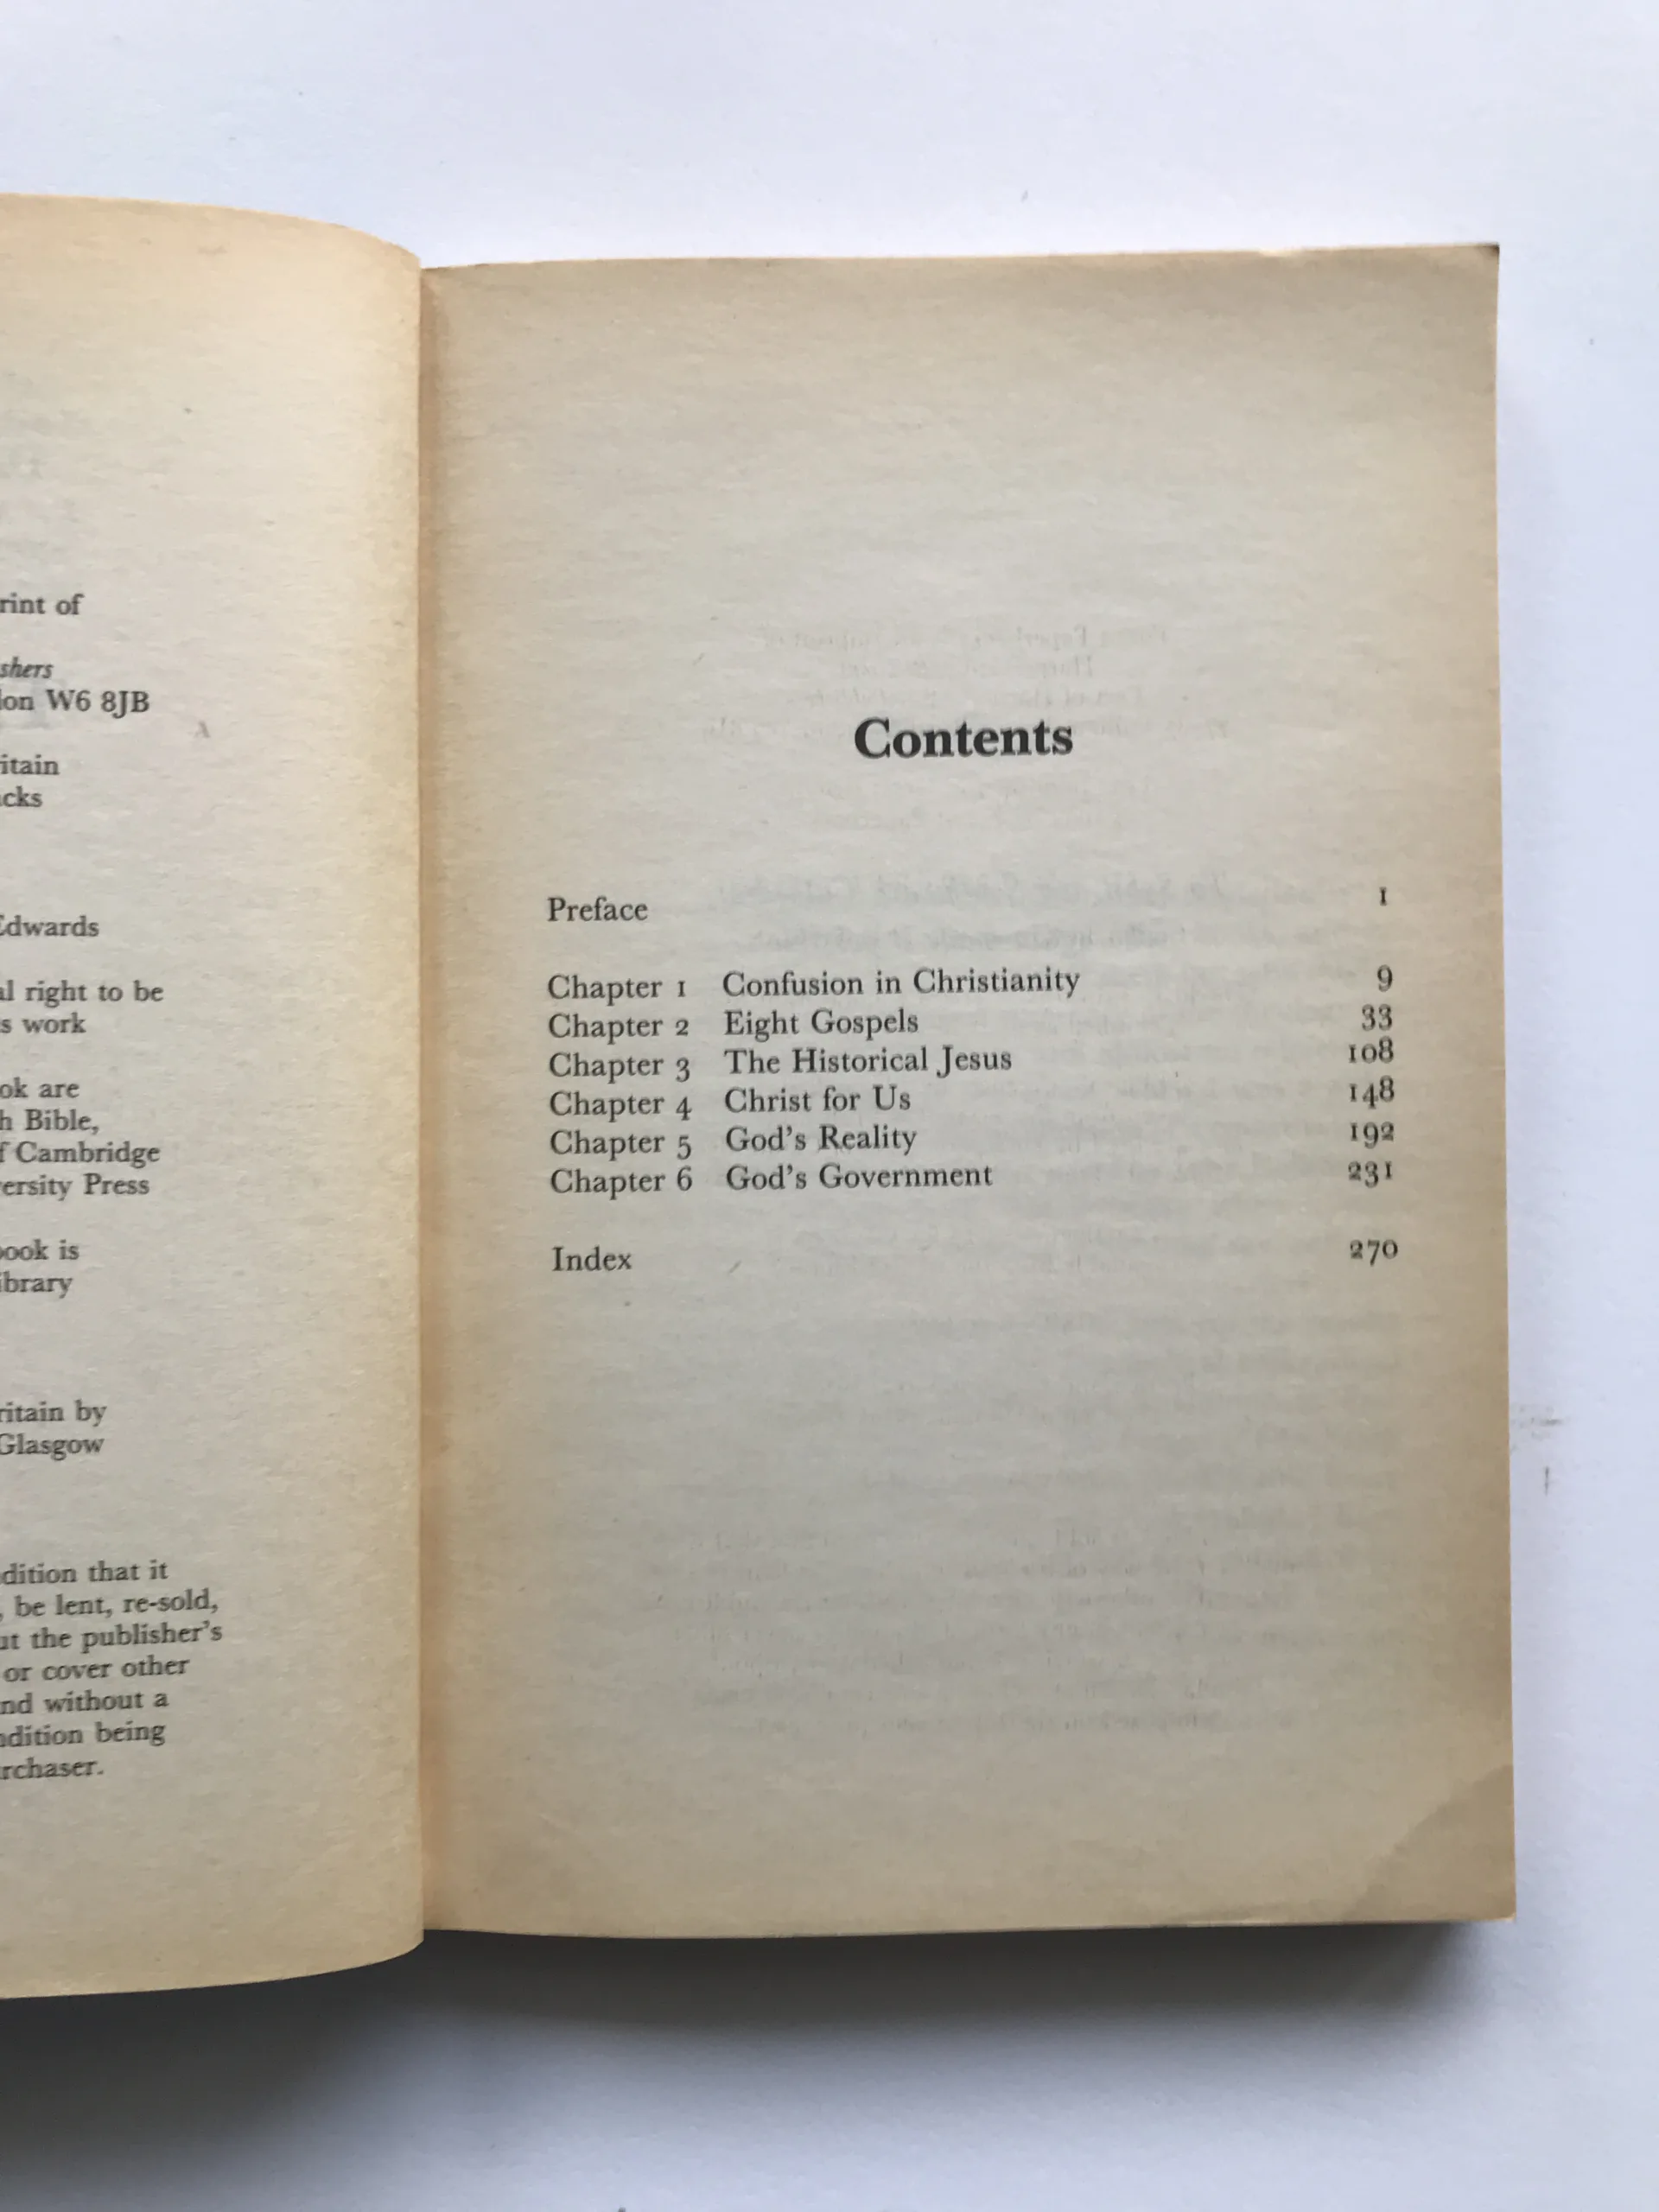 rint of
shers
don W6 8JB
itain
cks
Edwards
al right to be
s work
ok are
h Bible,
f Cambridge
ersity Press
book is
ibrary
ritain by
Glasgow
dition that it
, be lent, re-sold,
ut the publisher's
or cover other
nd without a
ndition being
rchaser.
Contents
Preface 1
Chapter 1 Confusion in Christianity 9
Chapter 2 Eight Gospels 33
Chapter 3 The Historical Jesus 108
Chapter 4 Christ for Us 148
Chapter 5 God's Reality 192
Chapter 6 God's Government 231
Index 270